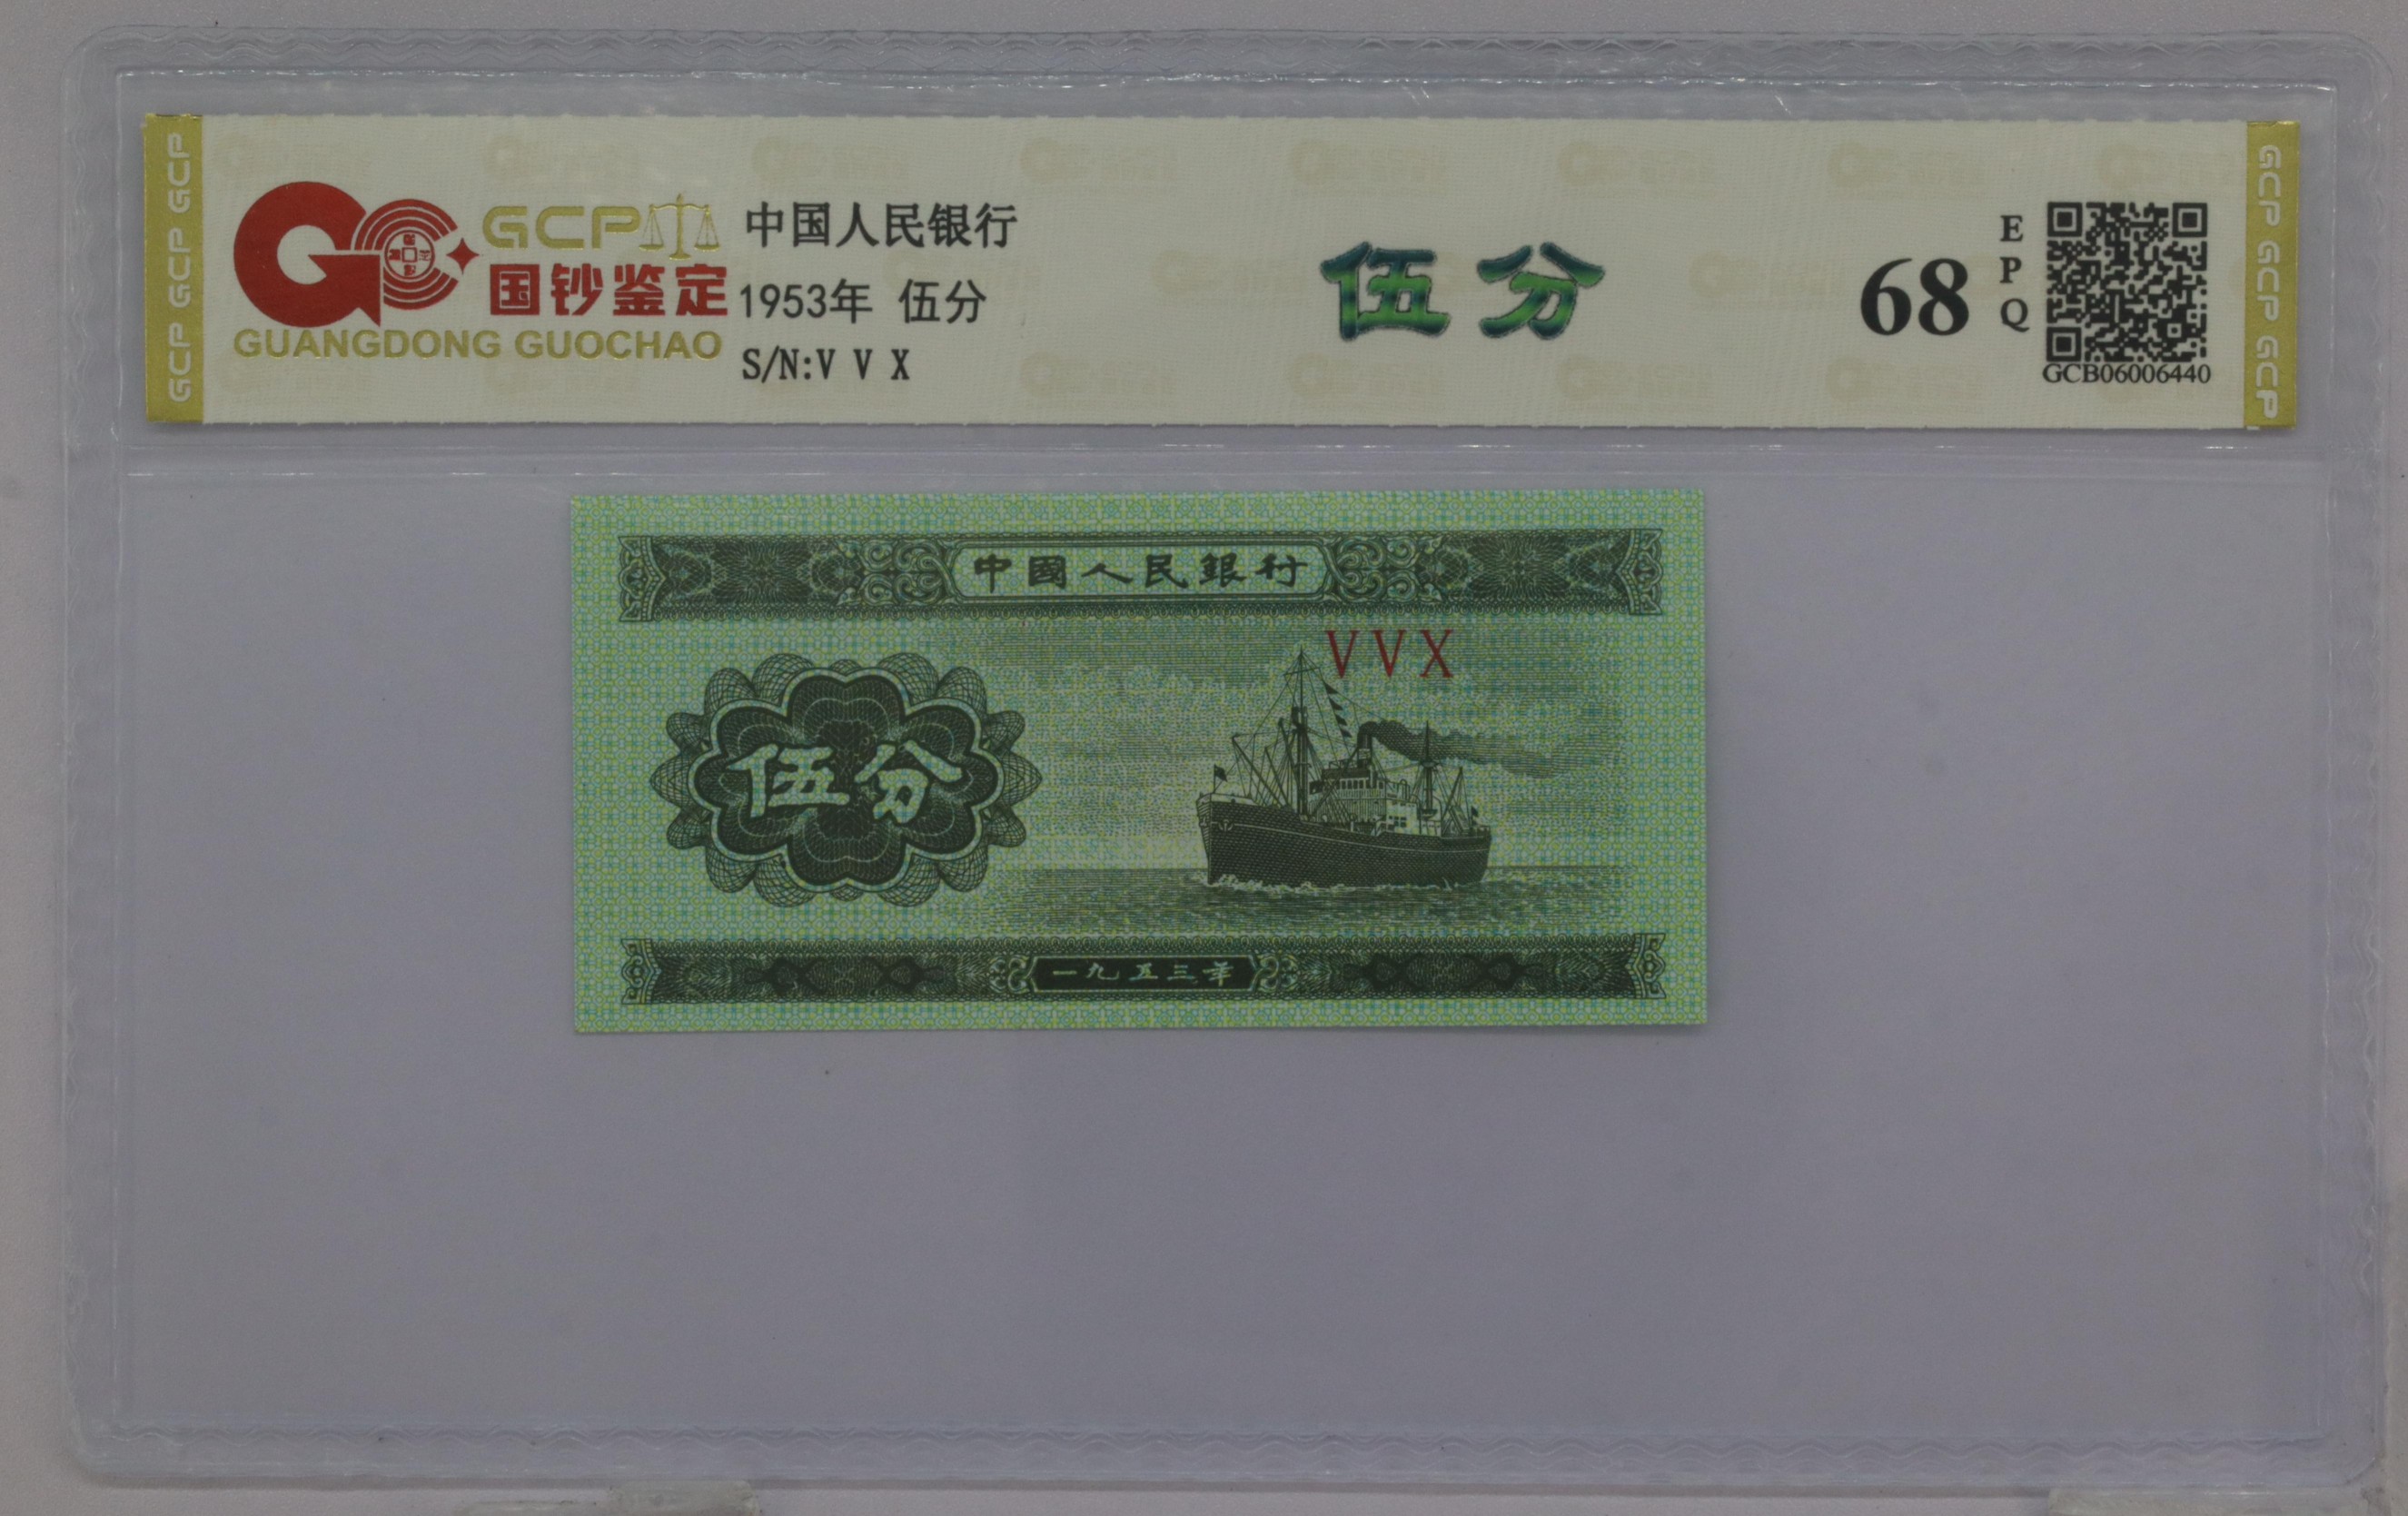 GCP GCP GCP
GCP
国钞鉴定
GUANGDONG GUOCHAO
中国人民银行
1953年 伍分
S/N:V V X
伍分
68
EPQ
GCB06006440
GCP GCP GCP
中國人民銀行
VVX
伍分
一九五三年